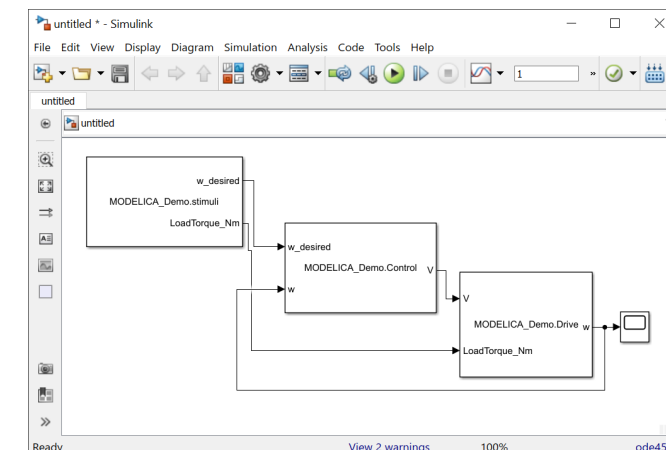 untitled * - Simulink
File Edit View Display Diagram Simulation Analysis Code Tools Help
1 »
untitled
untitled
w_desired
MODELICA_Demo.stimuli
LoadTorque_Nm
w_desired
MODELICA_Demo.Control
V
w
V
MODELICA_Demo.Drive
w
LoadTorque_Nm
Ready View 2 warnings 100% ode45